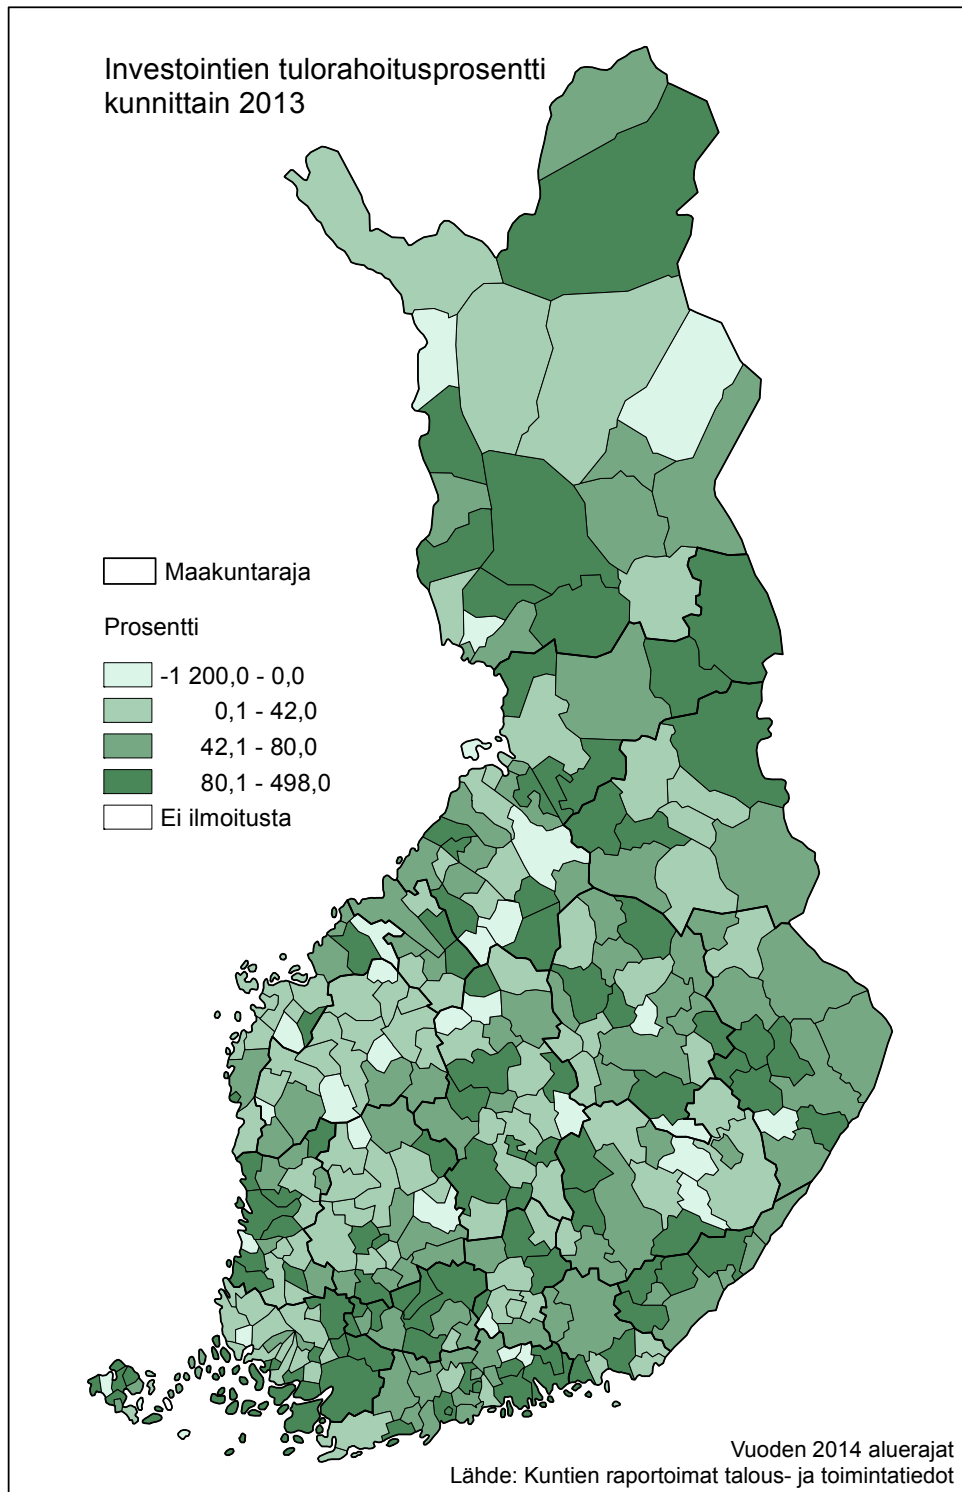 Investointien tulorahoitusprosentti
kunnittain 2013
Maakuntaraja
Prosentti
-1 200,0 - 0,0
0,1 - 42,0
42,1 - 80,0
80,1 - 498,0
Ei ilmoitusta
Vuoden 2014 aluerajat
Lähde: Kuntien raportoimat talous- ja toimintatiedot